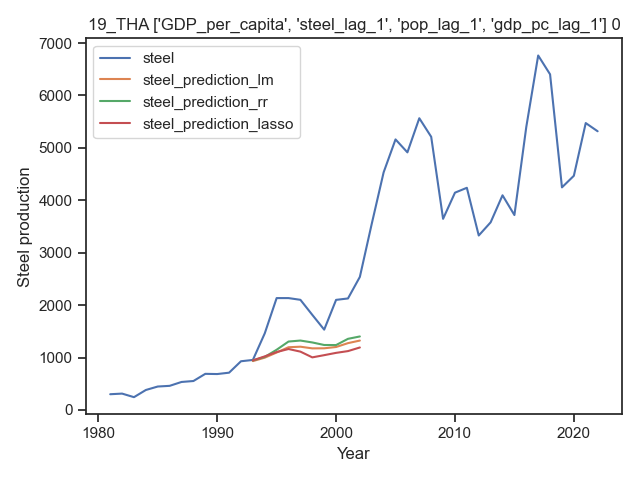 19_THA ['GDP_per_capita', 'steel_lag_1', 'pop_lag_1', 'gdp_pc_lag_1'] 0
steel
steel_prediction_lm
steel_prediction_rr
steel_prediction_lasso
Steel production
7000
6000
5000
4000
3000
2000
1000
0
1980
1990
2000
2010
2020
Year